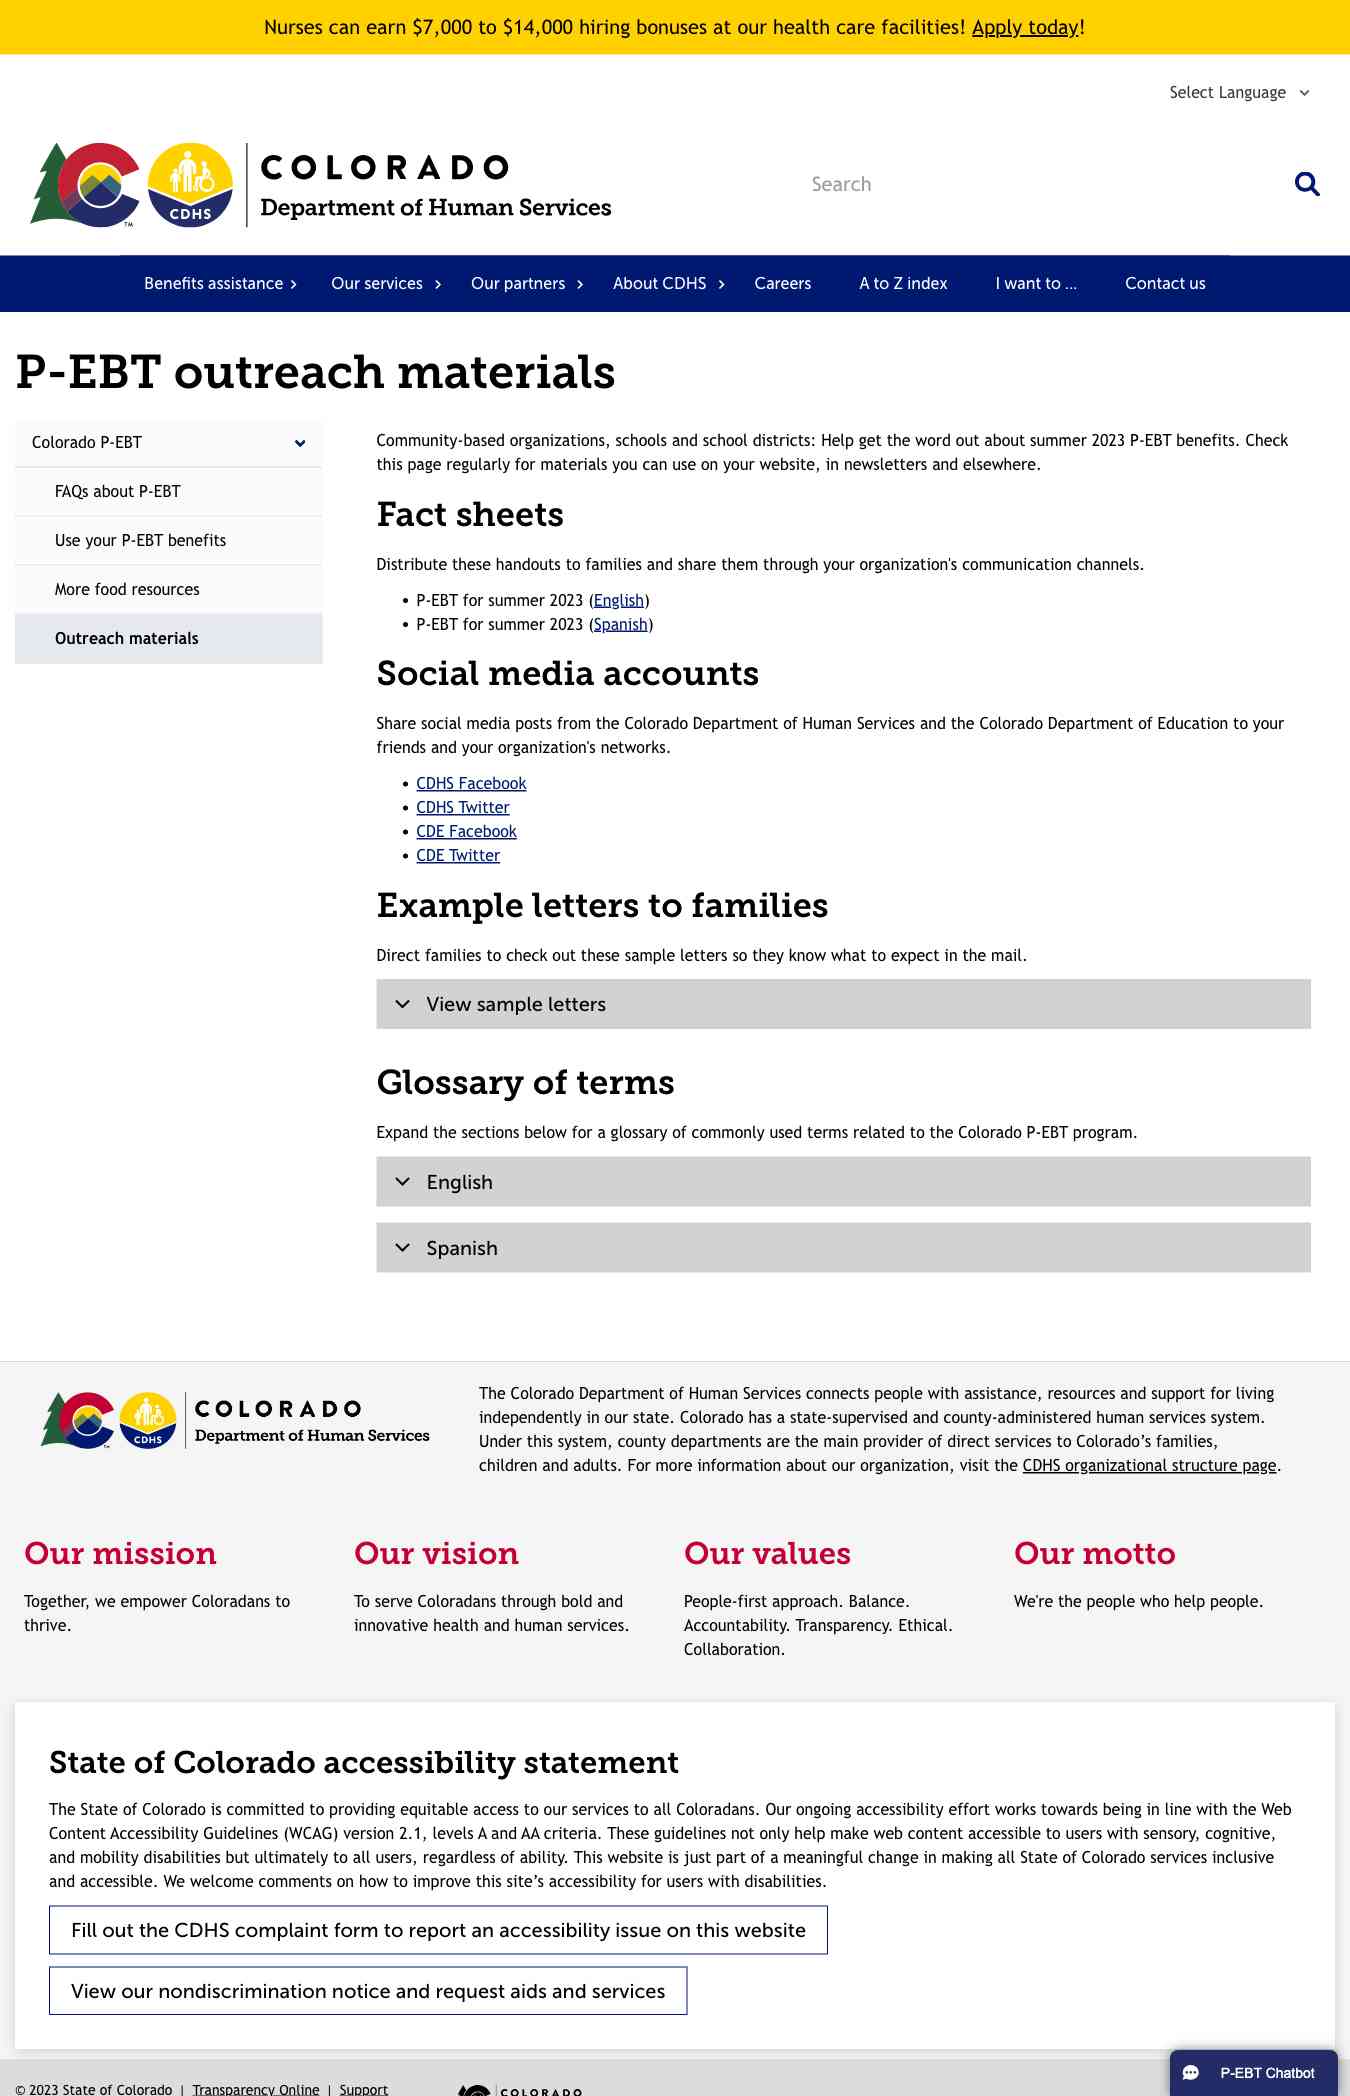 Nurses can earn $7,000 to $14,000 hiring bonuses at our health care facilities! Apply today!
Select Language
COLORADO
Department of Human Services
CDHS
TM
Search
Benefits assistance
Our services
Our partners
About CDHS
Careers
A to Z index
I want to ...
Contact us
P-EBT outreach materials
Colorado P-EBT
FAQs about P-EBT
Use your P-EBT benefits
More food resources
Outreach materials
Community-based organizations, schools and school districts: Help get the word out about summer 2023 P-EBT benefits. Check
this page regularly for materials you can use on your website, in newsletters and elsewhere.
Fact sheets
Distribute these handouts to families and share them through your organization's communication channels.
• P-EBT for summer 2023 (English)
• P-EBT for summer 2023 (Spanish)
Social media accounts
Share social media posts from the Colorado Department of Human Services and the Colorado Department of Education to your
friends and your organization's networks.
• CDHS Facebook
• CDHS Twitter
• CDE Facebook
• CDE Twitter
Example letters to families
Direct families to check out these sample letters so they know what to expect in the mail.
View sample letters
Glossary of terms
Expand the sections below for a glossary of commonly used terms related to the Colorado P-EBT program.
English
Spanish
COLORADO
Department of Human Services
CDHS
TM
The Colorado Department of Human Services connects people with assistance, resources and support for living
independently in our state. Colorado has a state-supervised and county-administered human services system.
Under this system, county departments are the main provider of direct services to Colorado’s families,
children and adults. For more information about our organization, visit the CDHS organizational structure page.
Our mission
Together, we empower Coloradans to
thrive.
Our vision
To serve Coloradans through bold and
innovative health and human services.
Our values
People-first approach. Balance.
Accountability. Transparency. Ethical.
Collaboration.
Our motto
We're the people who help people.
State of Colorado accessibility statement
The State of Colorado is committed to providing equitable access to our services to all Coloradans. Our ongoing accessibility effort works towards being in line with the Web
Content Accessibility Guidelines (WCAG) version 2.1, levels A and AA criteria. These guidelines not only help make web content accessible to users with sensory, cognitive,
and mobility disabilities but ultimately to all users, regardless of ability. This website is just part of a meaningful change in making all State of Colorado services inclusive
and accessible. We welcome comments on how to improve this site’s accessibility for users with disabilities.
Fill out the CDHS complaint form to report an accessibility issue on this website
View our nondiscrimination notice and request aids and services
© 2023 State of Colorado | Transparency Online | Support
COLORADO
P-EBT Chatbot